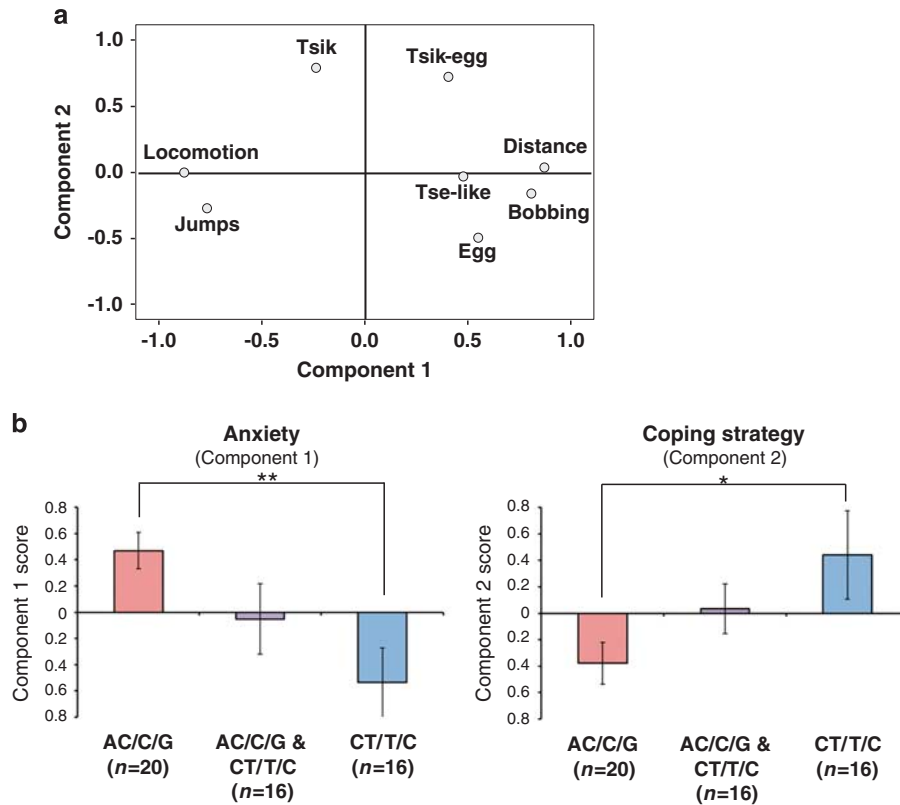 a
1.0
0.5
0.0
-0.5
-1.0
Component 2
Tsik
Tsik-egg
Locomotion
Distance
Tse-like
Jumps
Bobbing
Egg
-1.0 -0.5 0.0 0.5 1.0
Component 1
b
Anxiety
(Component 1)
**
Component 1 score
0.8
0.6
0.4
0.2
0
0.2
0.4
0.6
0.8
AC/C/G
(n=20)
AC/C/G &
CT/T/C
(n=16)
CT/T/C
(n=16)
Coping strategy
(Component 2)
*
Component 2 score
0.8
0.6
0.4
0.2
0
0.2
0.4
0.6
0.8
AC/C/G
(n=20)
AC/C/G &
CT/T/C
(n=16)
CT/T/C
(n=16)